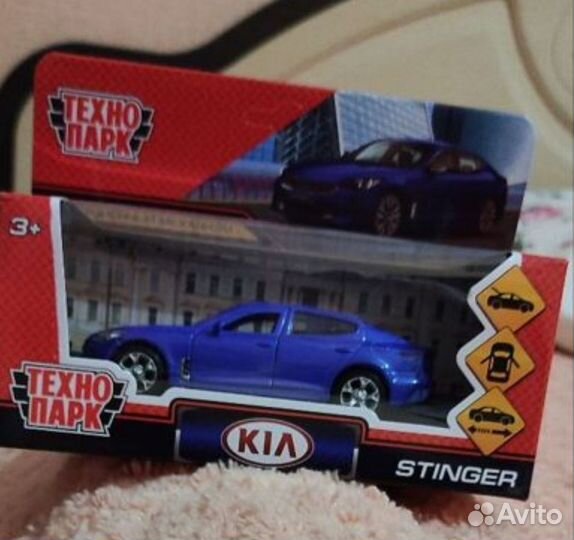 ТЕХНО
ПАРК
3+
ТЕХНО
ПАРК
KIA
STINGER
Avito